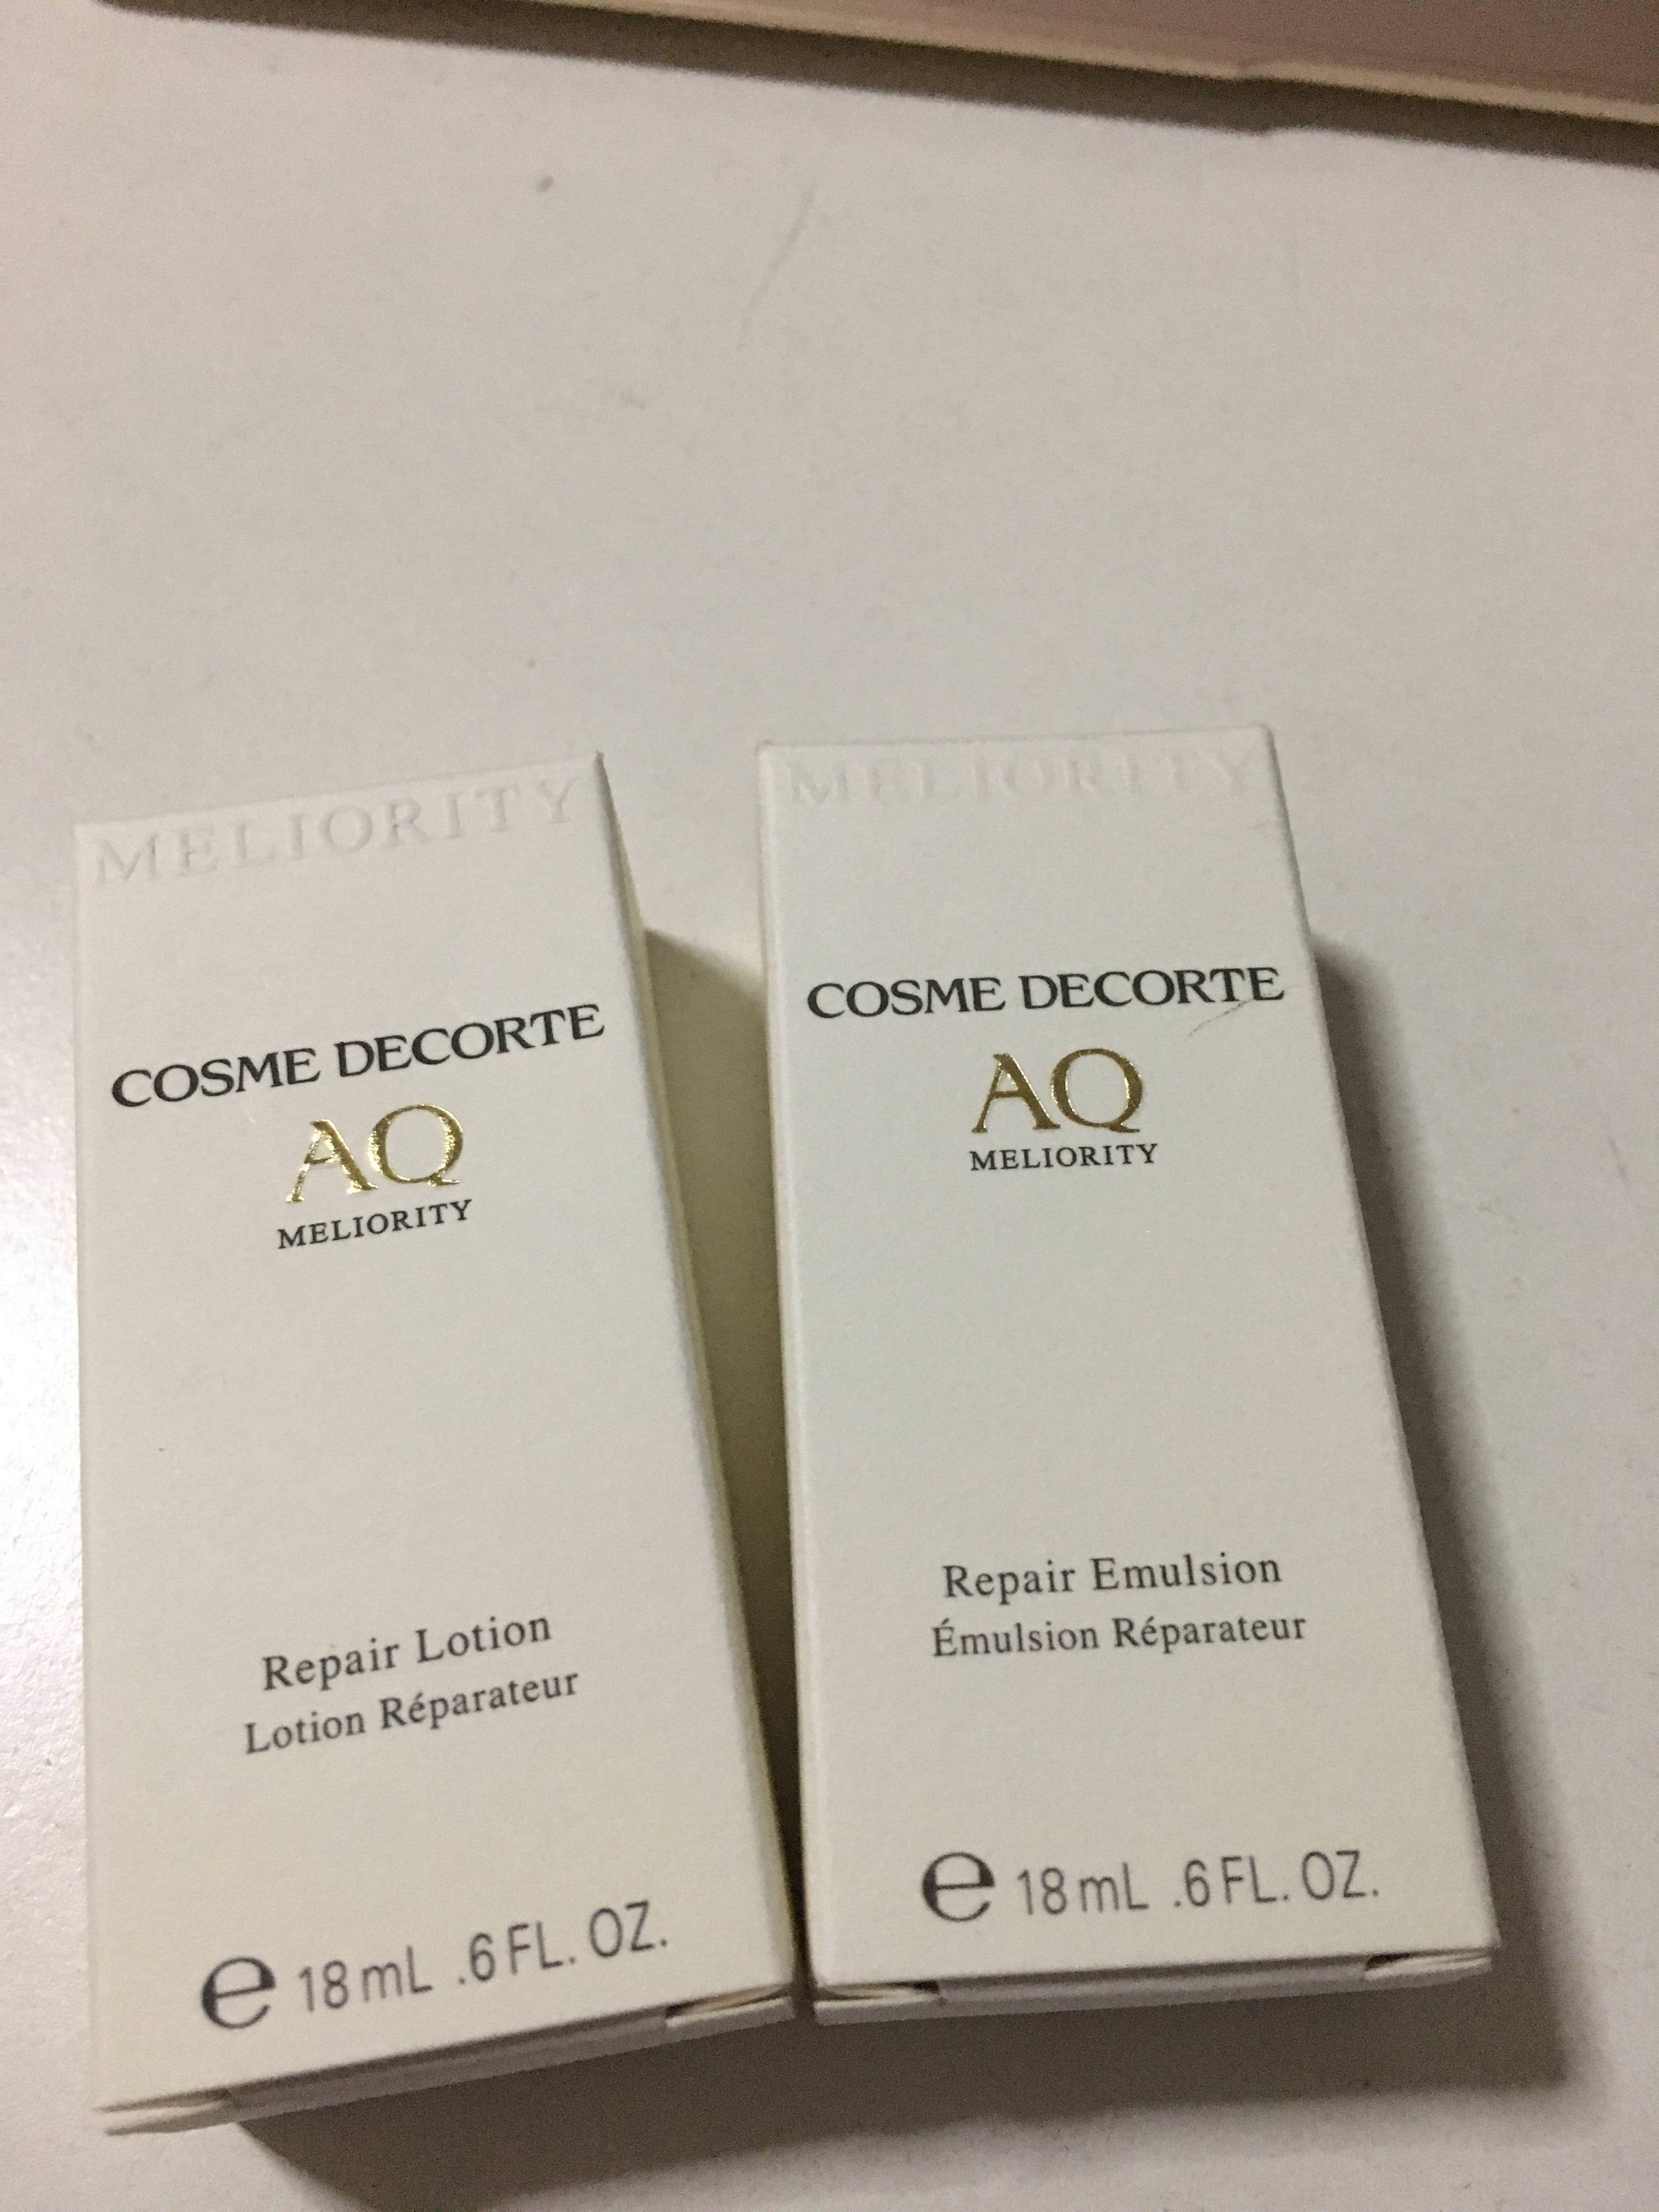 MELIORITY
COSME DECORTE
AQ
MELIORITY
Repair Lotion
Lotion Réparateur
e 18 mL .6 FL. OZ.
MELIORITY
COSME DECORTE
AQ
MELIORITY
Repair Emulsion
Émulsion Réparateur
e 18 mL .6 FL. OZ.